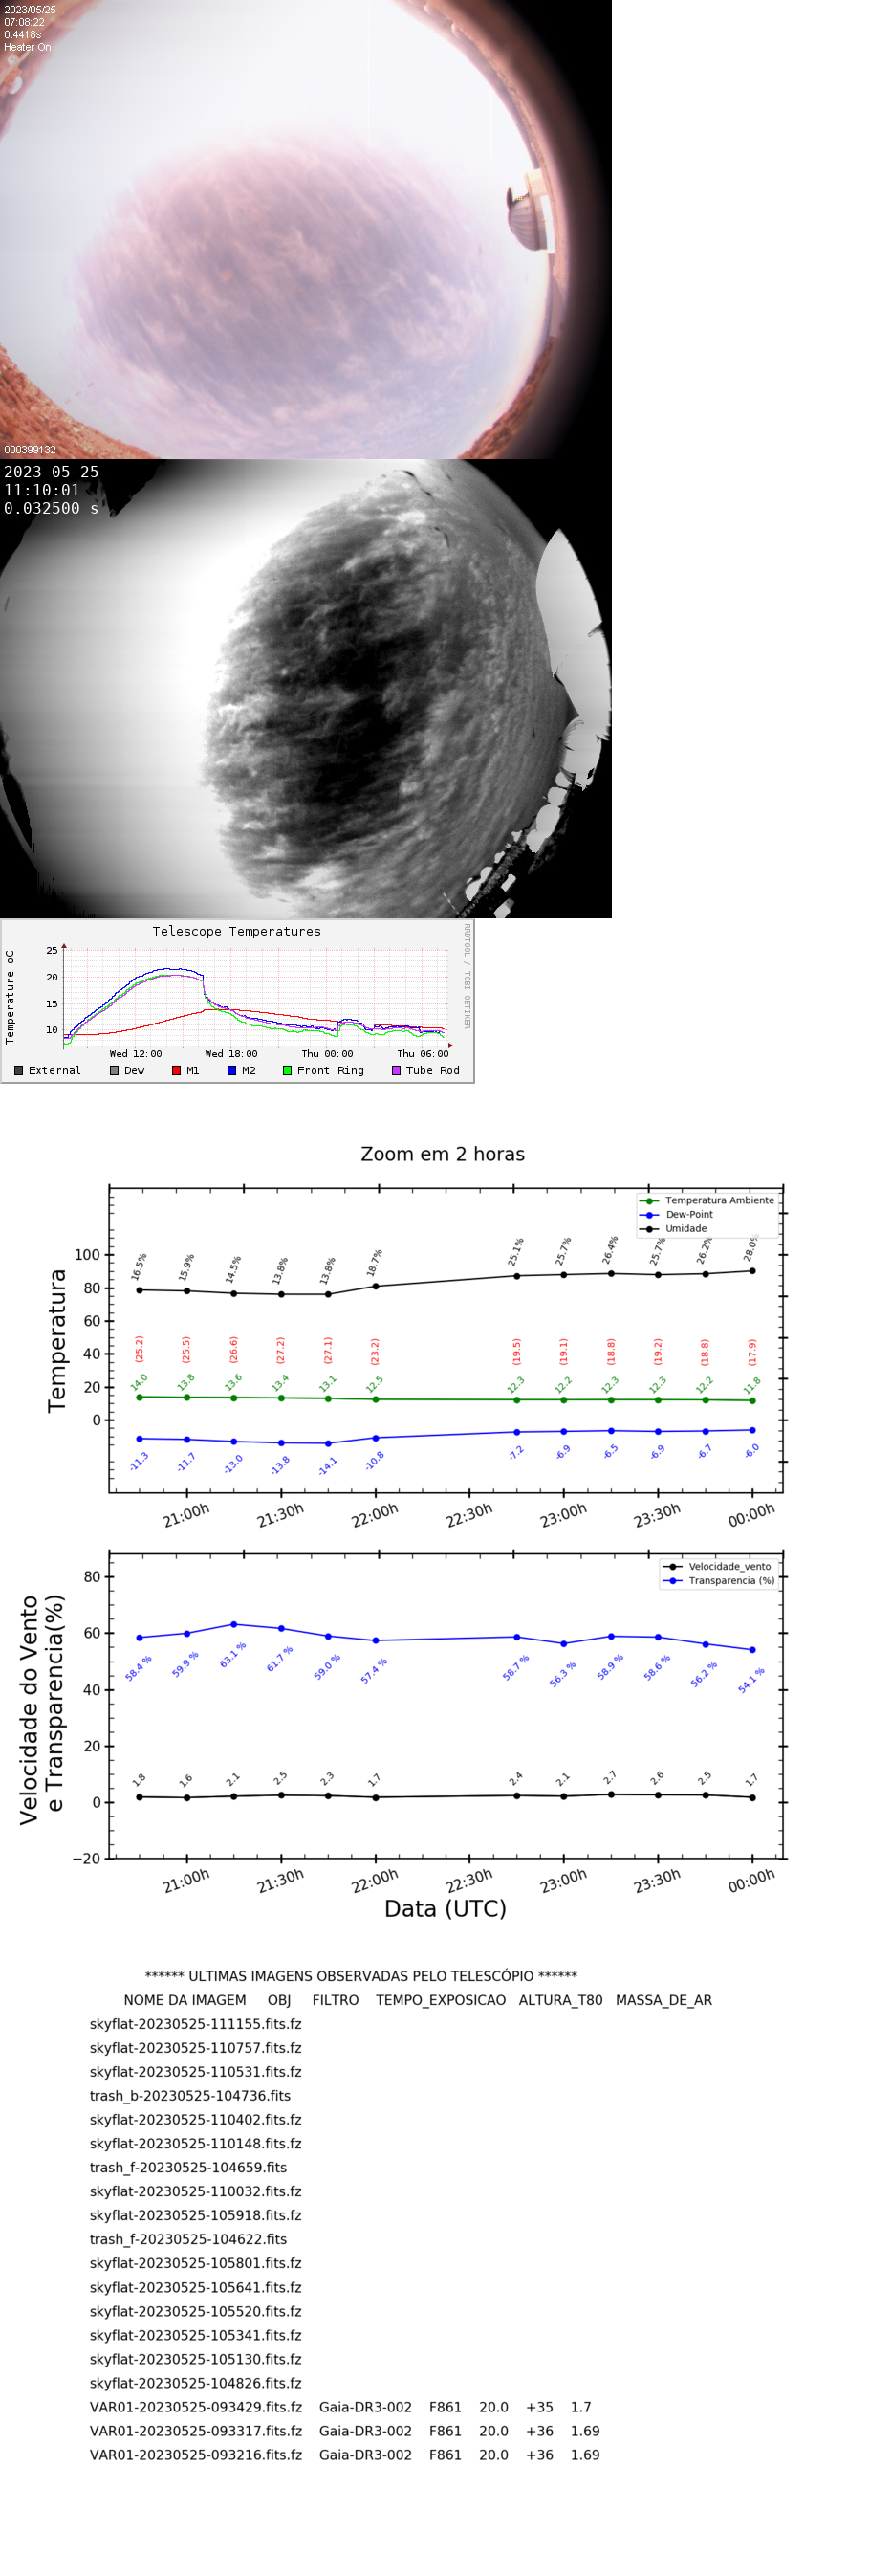 2023/05/25
07:08:22
0.4418s
Heater On
000399132
2023-05-25
11:10:01
0.032500 s
Telescope Temperatures
RRDTOOL / TOBI OETIKER
Temperature oC
25
20
15
10
Wed 12:00 Wed 18:00 Thu 00:00 Thu 06:00
External Dew M1 M2 Front Ring Tube Rod
Zoom em 2 horas
Temperatura Ambiente
Dew-Point
Umidade
Temperatura
100
80
60
40
20
0
16.5% 15.9% 14.5% 13.8% 13.8% 18.7% 25.1% 25.7% 26.4% 25.7% 26.2% 28.0%
(25.2) (25.5) (26.6) (27.2) (27.1) (23.2) (19.5) (19.1) (18.8) (19.2) (18.8) (17.9)
14.0 13.8 13.6 13.4 13.1 12.5 12.3 12.2 12.3 12.3 12.2 11.8
-11.3 -11.7 -13.0 -13.8 -14.1 -10.8 -7.2 -6.9 -6.5 -6.9 -6.7 -6.0
21:00h 21:30h 22:00h 22:30h 23:00h 23:30h 00:00h
Velocidade_vento
Transparencia (%)
Velocidade do Vento
e Transparencia(%)
80
60
40
20
0
−20
58.4 % 59.9 % 63.1 % 61.7 % 59.0 % 57.4 % 58.7 % 56.3 % 58.9 % 58.6 % 56.2 % 54.1 %
1.8 1.6 2.1 2.5 2.3 1.7 2.4 2.1 2.7 2.6 2.5 1.7
21:00h 21:30h 22:00h 22:30h 23:00h 23:30h 00:00h
Data (UTC)
****** ULTIMAS IMAGENS OBSERVADAS PELO TELESCÓPIO ******
NOME DA IMAGEM OBJ FILTRO TEMPO_EXPOSICAO ALTURA_T80 MASSA_DE_AR
skyflat-20230525-111155.fits.fz
skyflat-20230525-110757.fits.fz
skyflat-20230525-110531.fits.fz
trash_b-20230525-104736.fits
skyflat-20230525-110402.fits.fz
skyflat-20230525-110148.fits.fz
trash_f-20230525-104659.fits
skyflat-20230525-110032.fits.fz
skyflat-20230525-105918.fits.fz
trash_f-20230525-104622.fits
skyflat-20230525-105801.fits.fz
skyflat-20230525-105641.fits.fz
skyflat-20230525-105520.fits.fz
skyflat-20230525-105341.fits.fz
skyflat-20230525-105130.fits.fz
skyflat-20230525-104826.fits.fz
VAR01-20230525-093429.fits.fz Gaia-DR3-002 F861 20.0 +35 1.7
VAR01-20230525-093317.fits.fz Gaia-DR3-002 F861 20.0 +36 1.69
VAR01-20230525-093216.fits.fz Gaia-DR3-002 F861 20.0 +36 1.69